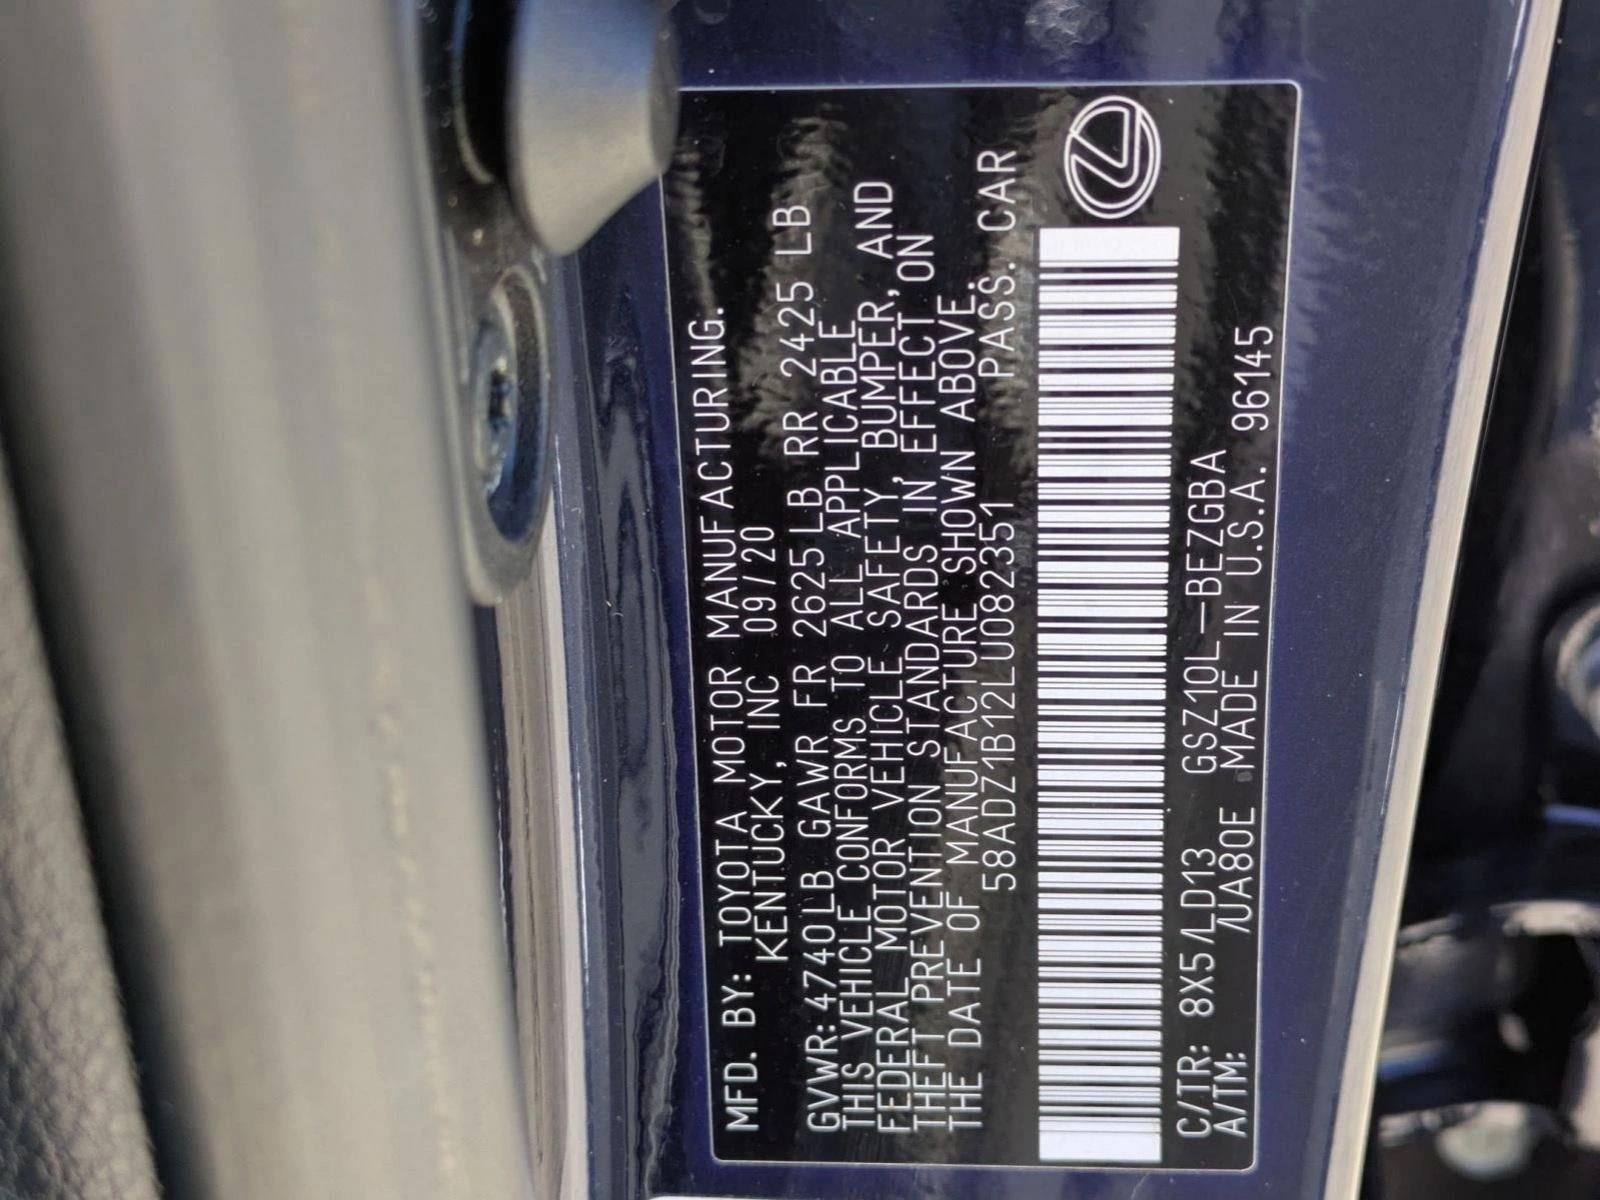 MFD. BY: TOYOTA MOTOR MANUFACTURING.
KENTUCKY, INC 09/20
GVWR: 4740LB GAWR FR 2625LB RR 2425 LB
THIS VEHICLE CONFORMS TO ALL APPLICABLE
FEDERAL MOTOR VEHICLE SAFETY, BUMPER, AND
THEFT PREVENTION STANDARDS IN EFFECT ON
THE DATE OF MANUFACTURE SHOWN ABOVE.
58ADZ1B12LU082351 PASS. CAR
C/TR: 8X5/LD13 GSZ10L-BEZGBA
A/TM: /UA80E MADE IN U.S.A. 96145